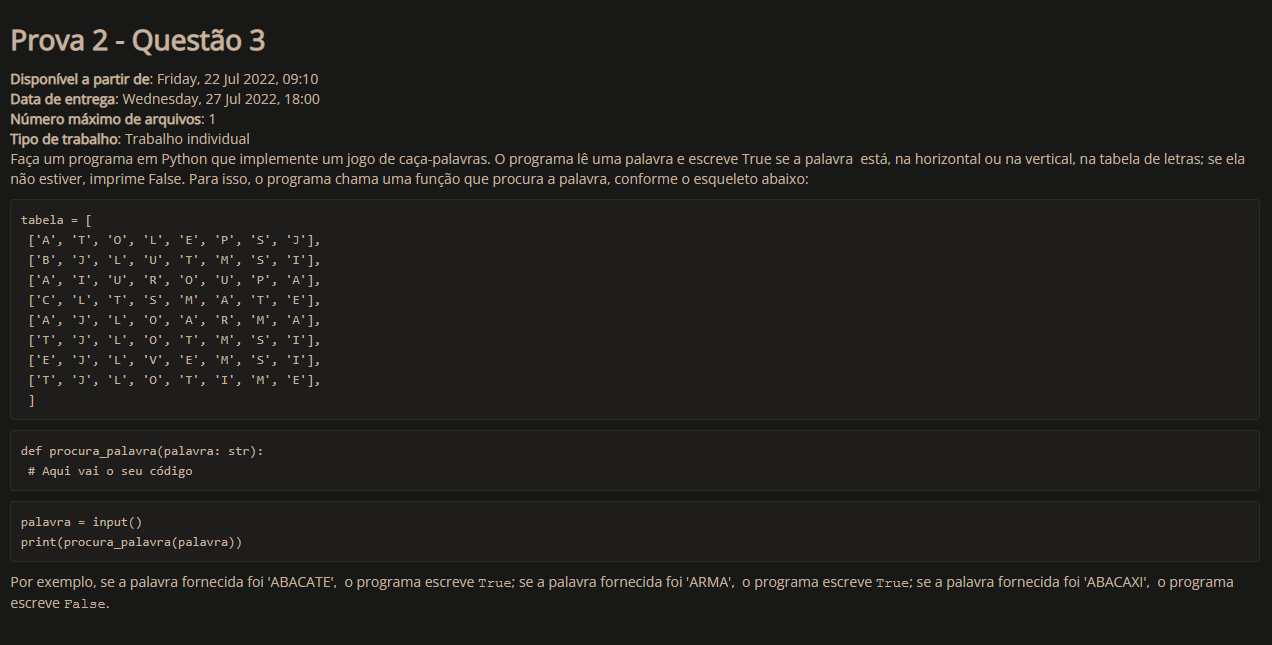 Prova 2 - Questão 3
Disponível a partir de: Friday, 22 Jul 2022, 09:10
Data de entrega: Wednesday, 27 Jul 2022, 18:00
Número máximo de arquivos: 1
Tipo de trabalho: Trabalho individual
Faça um programa em Python que implemente um jogo de caça-palavras. O programa lê uma palavra e escreve True se a palavra  está, na horizontal ou na vertical, na tabela de letras; se ela
não estiver, imprime False. Para isso, o programa chama uma função que procura a palavra, conforme o esqueleto abaixo:
tabela = [
 ['A', 'T', 'O', 'L', 'E', 'P', 'S', 'J'],
 ['B', 'J', 'L', 'U', 'T', 'M', 'S', 'I'],
 ['A', 'I', 'U', 'R', 'O', 'U', 'P', 'A'],
 ['C', 'L', 'T', 'S', 'M', 'A', 'T', 'E'],
 ['A', 'J', 'L', 'O', 'A', 'R', 'M', 'A'],
 ['T', 'J', 'L', 'O', 'T', 'M', 'S', 'I'],
 ['E', 'J', 'L', 'V', 'E', 'M', 'S', 'I'],
 ['T', 'J', 'L', 'O', 'T', 'I', 'M', 'E'],
 ]
def procura_palavra(palavra: str):
 # Aqui vai o seu código
palavra = input()
print(procura_palavra(palavra))
Por exemplo, se a palavra fornecida foi 'ABACATE',  o programa escreve True; se a palavra fornecida foi 'ARMA',  o programa escreve True; se a palavra fornecida foi 'ABACAXI',  o programa
escreve False.